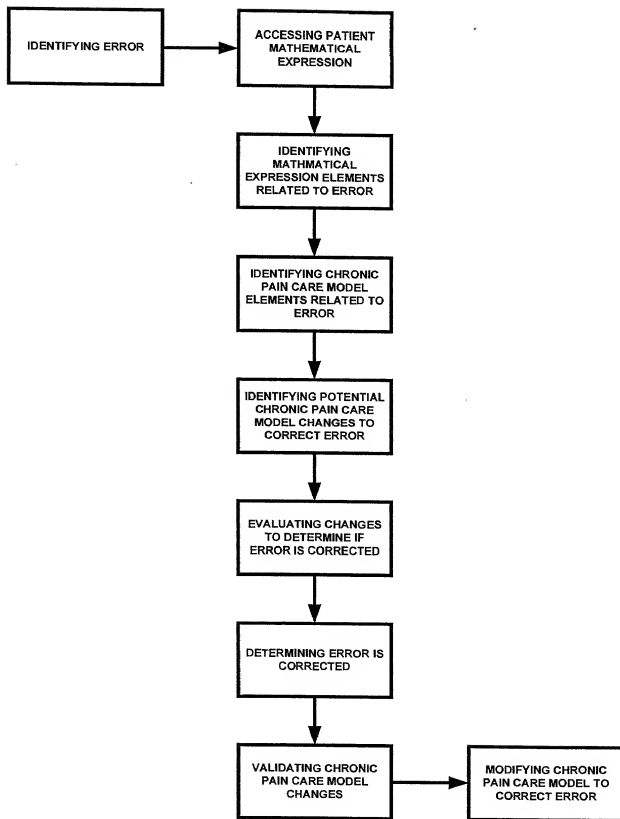 IDENTIFYING ERROR
ACCESSING PATIENT
MATHEMATICAL
EXPRESSION
IDENTIFYING
MATHMATICAL
EXPRESSION ELEMENTS
RELATED TO ERROR
IDENTIFYING CHRONIC
PAIN CARE MODEL
ELEMENTS RELATED TO
ERROR
IDENTIFYING POTENTIAL
CHRONIC PAIN CARE
MODEL CHANGES TO
CORRECT ERROR
EVALUATING CHANGES
TO DETERMINE IF
ERROR IS CORRECTED
DETERMINING ERROR IS
CORRECTED
VALIDATING CHRONIC
PAIN CARE MODEL
CHANGES
MODIFYING CHRONIC
PAIN CARE MODEL TO
CORRECT ERROR